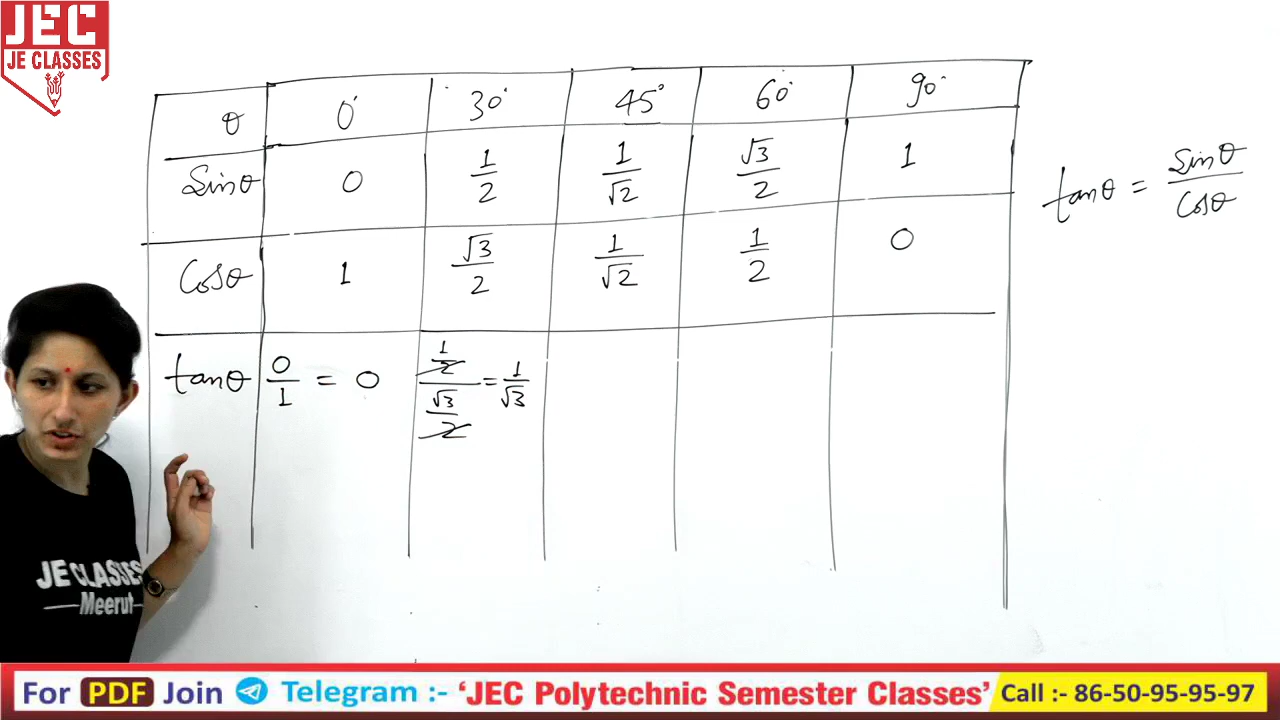 JEC
JE CLASSES
θ 0° 30° 45° 60° 90°
Sinθ 0 1/2 1/√2 √3/2 1
Cosθ 1 √3/2 1/√2 1/2 0
tanθ 0/1 = 0 (1/2)/(√3/2) = 1/√3
tanθ = Sinθ/Cosθ
JE CLASSES
Meerut
For PDF Join Telegram :- ‘JEC Polytechnic Semester Classes’ Call :- 86-50-95-95-97